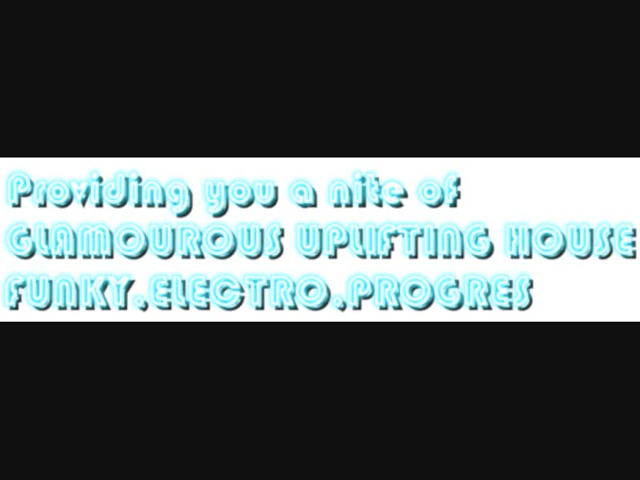 Providing you a nite of
GLAMOUROUS UPLIFTING HOUSE
FUNKY,ELECTRO,PROGRES